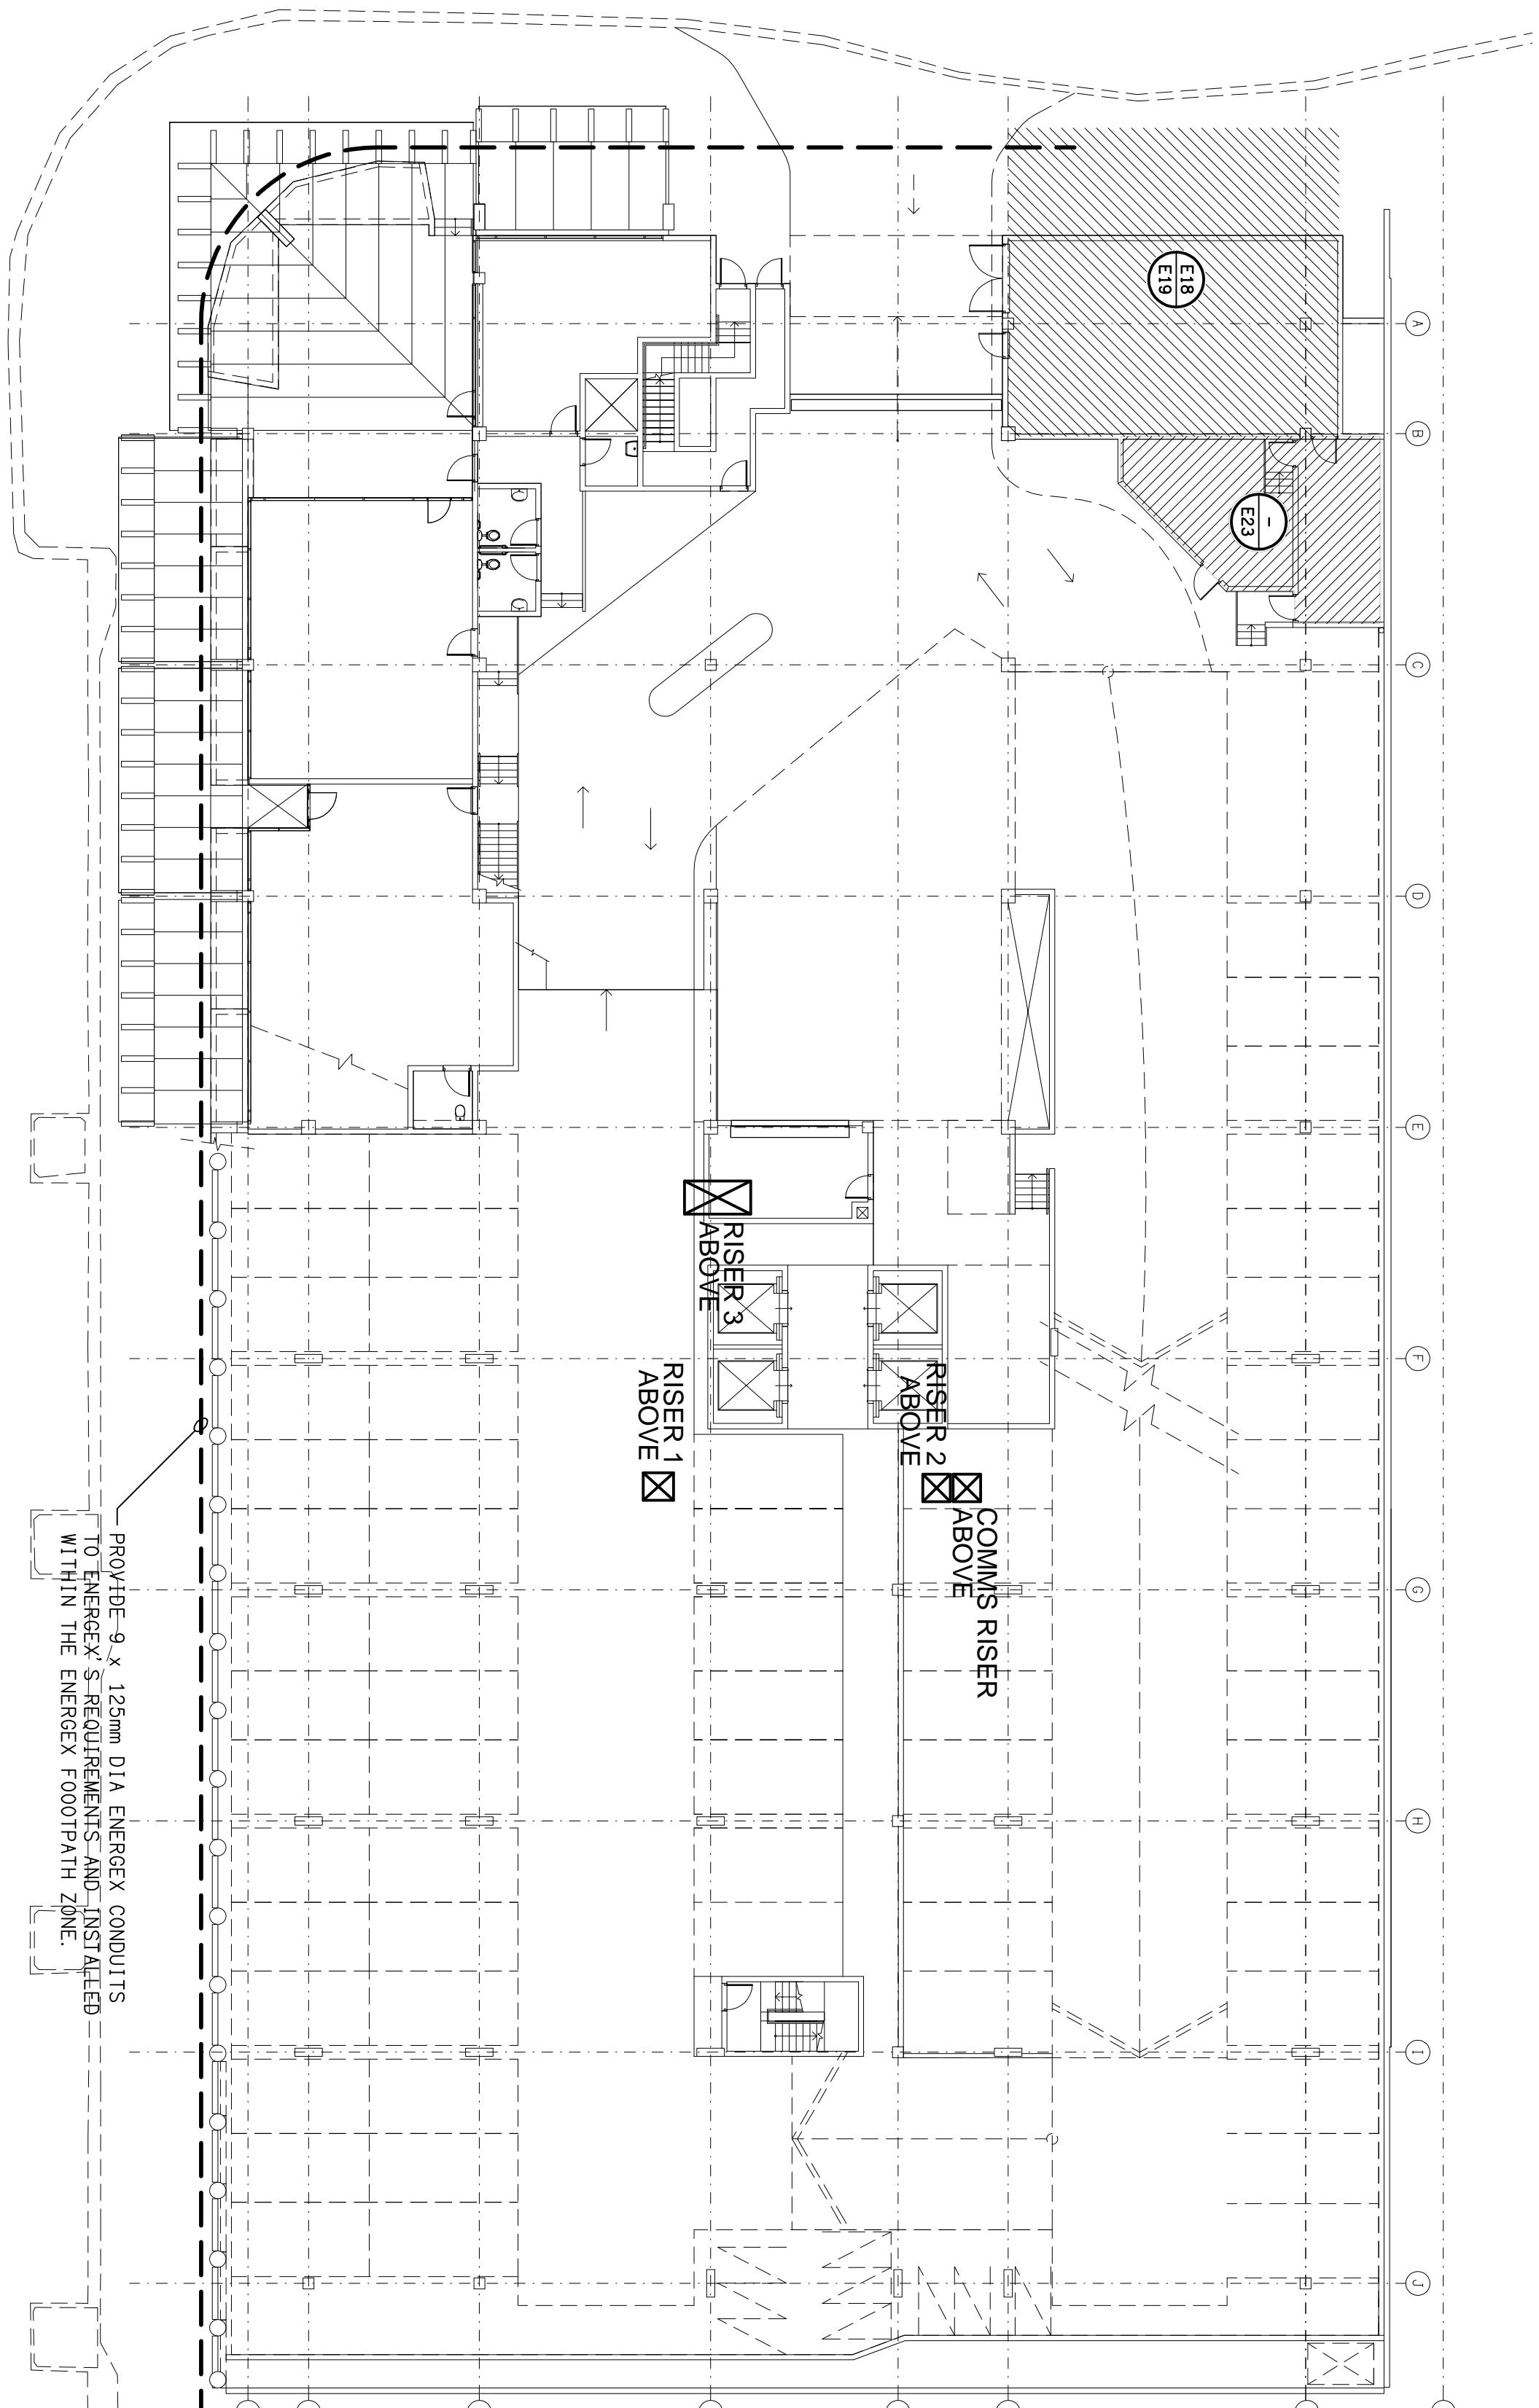 E18
E19
-
E23
A
B
C
D
E
F
G
H
I
J
RISER 3
ABOVE
RISER 1
ABOVE
RISER 2
ABOVE
COMMS RISER
ABOVE
PROVIDE 9 x 125mm DIA ENERGEX CONDUITS
TO ENERGEX'S REQUIREMENTS AND INSTALLED
WITHIN THE ENERGEX FOOOTPATH ZONE.